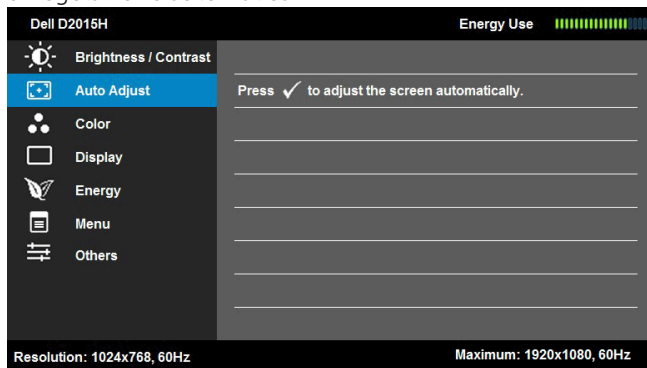 Dell D2015H Energy Use
Brightness / Contrast
Auto Adjust
Press ✓ to adjust the screen automatically.
Color
Display
Energy
Menu
Others
Resolution: 1024x768, 60Hz Maximum: 1920x1080, 60Hz